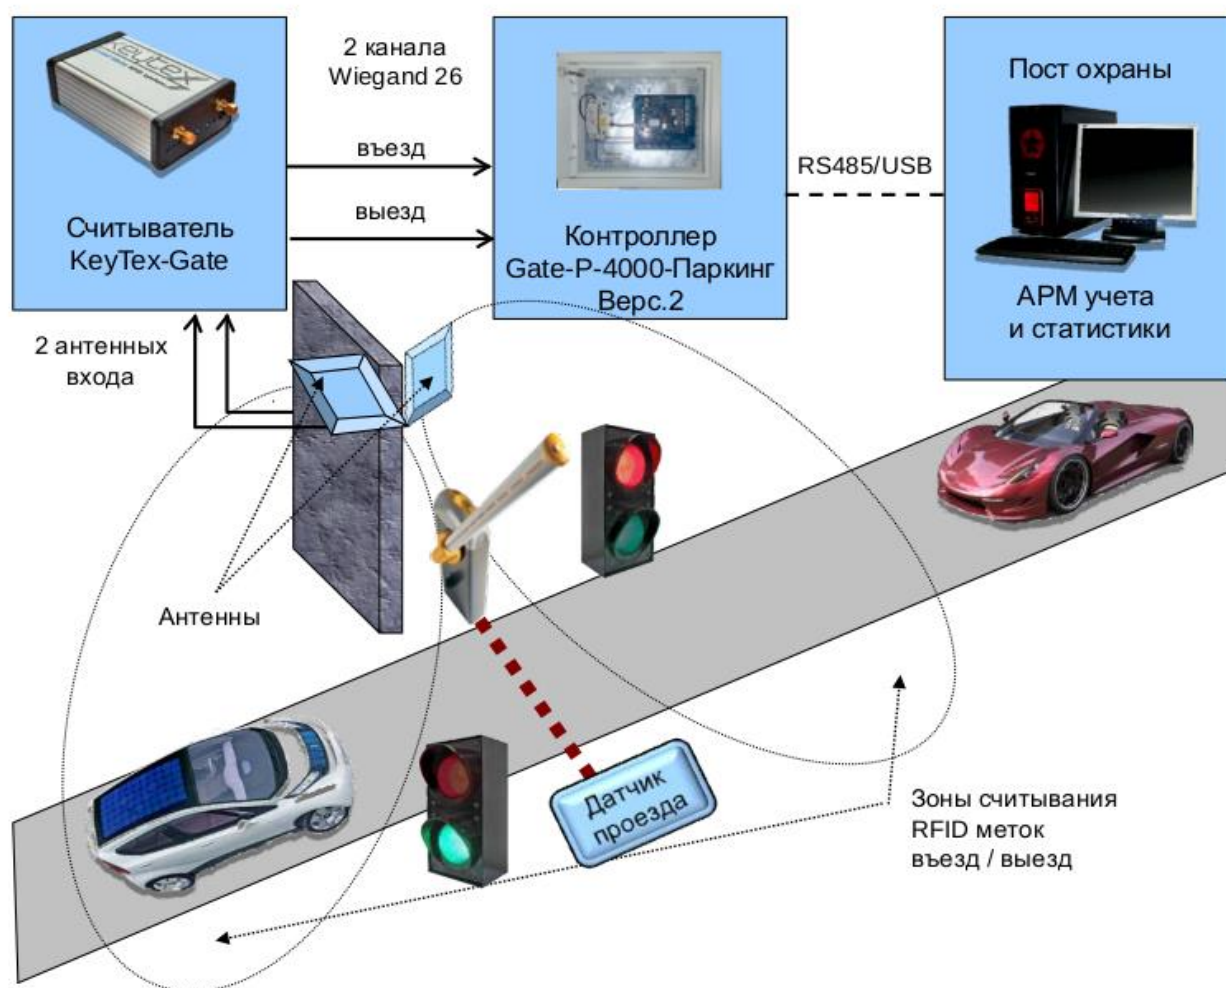 keytex
2 канала
Wiegand 26
въезд
выезд
Считыватель
KeyTex-Gate
Контроллер
Gate-P-4000-Паркинг
Верс.2
RS485/USB
Пост охраны
АРМ учета
и статистики
2 антенных
входа
Антенны
Датчик
проезда
Зоны считывания
RFID меток
въезд / выезд